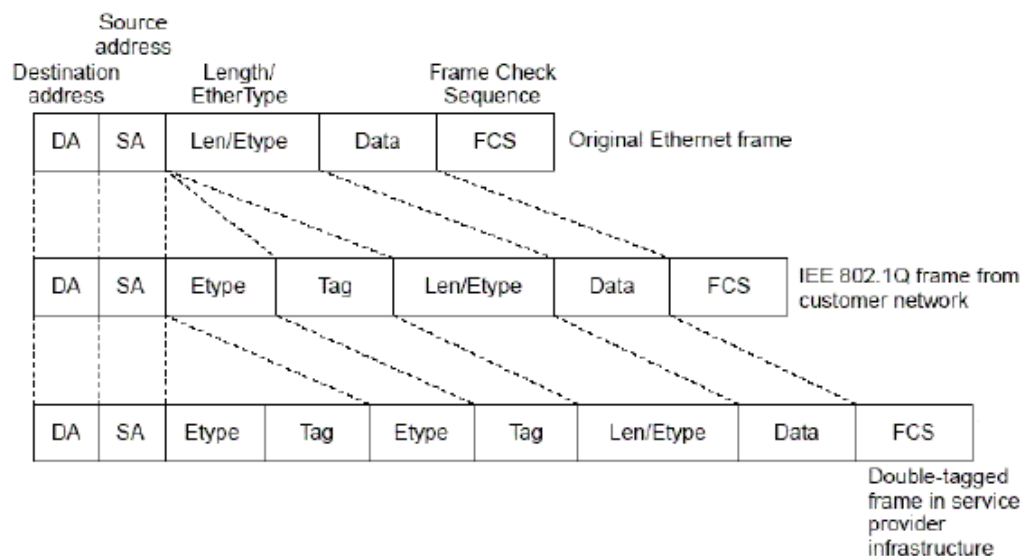 Source
address
Destination
address
Length/
EtherType
Frame Check
Sequence
DA SA Len/Etype Data FCS
Original Ethernet frame
DA SA Etype Tag Len/Etype Data FCS
IEE 802.1Q frame from
customer network
DA SA Etype Tag Etype Tag Len/Etype Data FCS
Double-tagged
frame in service
provider
infrastructure